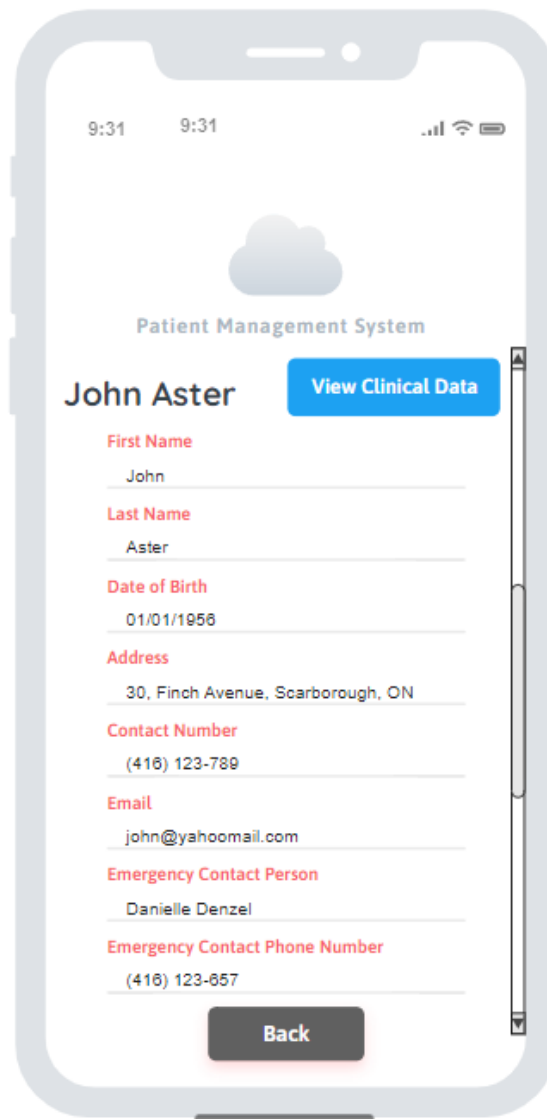 9:31 9:31
Patient Management System
John Aster View Clinical Data
First Name
John
Last Name
Aster
Date of Birth
01/01/1956
Address
30, Finch Avenue, Scarborough, ON
Contact Number
(416) 123-789
Email
john@yahoomail.com
Emergency Contact Person
Danielle Denzel
Emergency Contact Phone Number
(416) 123-657
Back